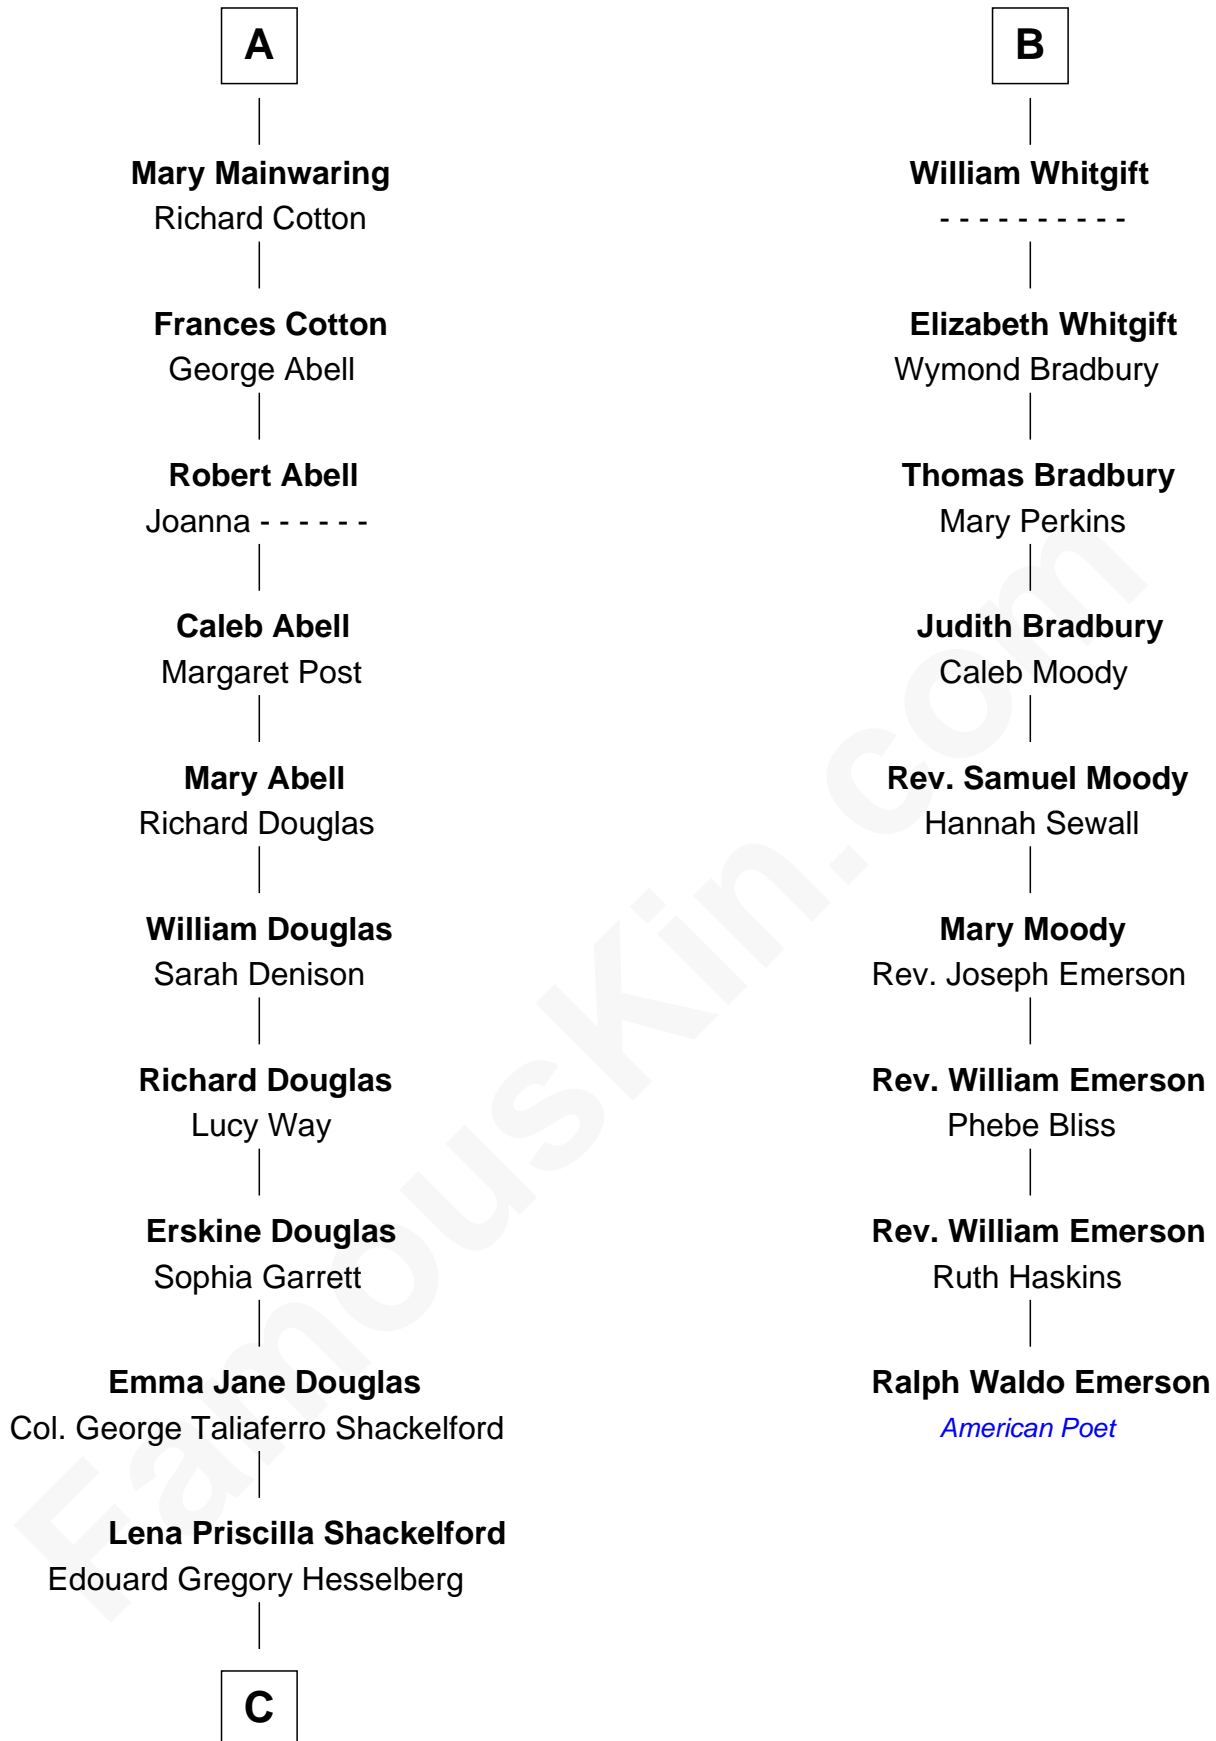 A
Mary Mainwaring
Richard Cotton
Frances Cotton
George Abell
Robert Abell
Joanna - - - - - -
Caleb Abell
Margaret Post
Mary Abell
Richard Douglas
William Douglas
Sarah Denison
Richard Douglas
Lucy Way
Erskine Douglas
Sophia Garrett
Emma Jane Douglas
Col. George Taliaferro Shackelford
Lena Priscilla Shackelford
Edouard Gregory Hesselberg
C
B
William Whitgift
- - - - - - - - - -
Elizabeth Whitgift
Wymond Bradbury
Thomas Bradbury
Mary Perkins
Judith Bradbury
Caleb Moody
Rev. Samuel Moody
Hannah Sewall
Mary Moody
Rev. Joseph Emerson
Rev. William Emerson
Phebe Bliss
Rev. William Emerson
Ruth Haskins
Ralph Waldo Emerson
American Poet
FamousKin.com